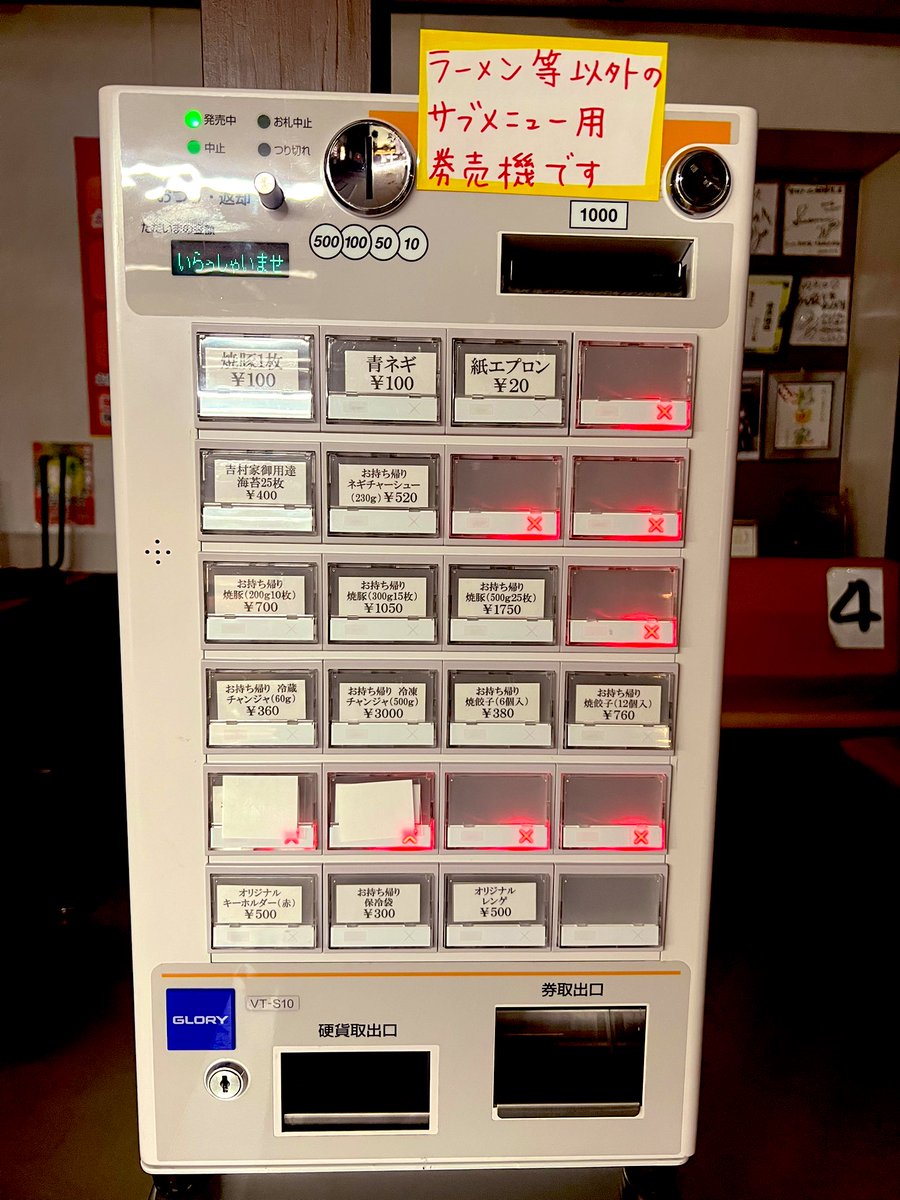 ラーメン等以外の
サブメニュー用
券売機です
発売中
お札中止
中止
つり切れ
返却
いらっしゃいませ
500 100 50 10
1000
焼豚1枚
¥100
青ネギ
¥100
紙エプロン
¥20
吉村家御用達
海苔25枚
¥400
お持ち帰り
ネギチャーシュー
(230g)¥520
お持ち帰り
焼豚(200g10枚)
¥700
お持ち帰り
焼豚(300g15枚)
¥1050
お持ち帰り
焼豚(500g25枚)
¥1750
お持ち帰り 冷蔵
チャンジャ(60g)
¥360
お持ち帰り 冷凍
チャンジャ(500g)
¥3000
お持ち帰り
焼餃子(6個入)
¥380
お持ち帰り
焼餃子(12個入)
¥760
オリジナル
キーホルダー(赤)
¥500
お持ち帰り
保冷袋
¥300
オリジナル
レンゲ
¥500
GLORY
VT-S10
硬貨取出口
券取出口
4